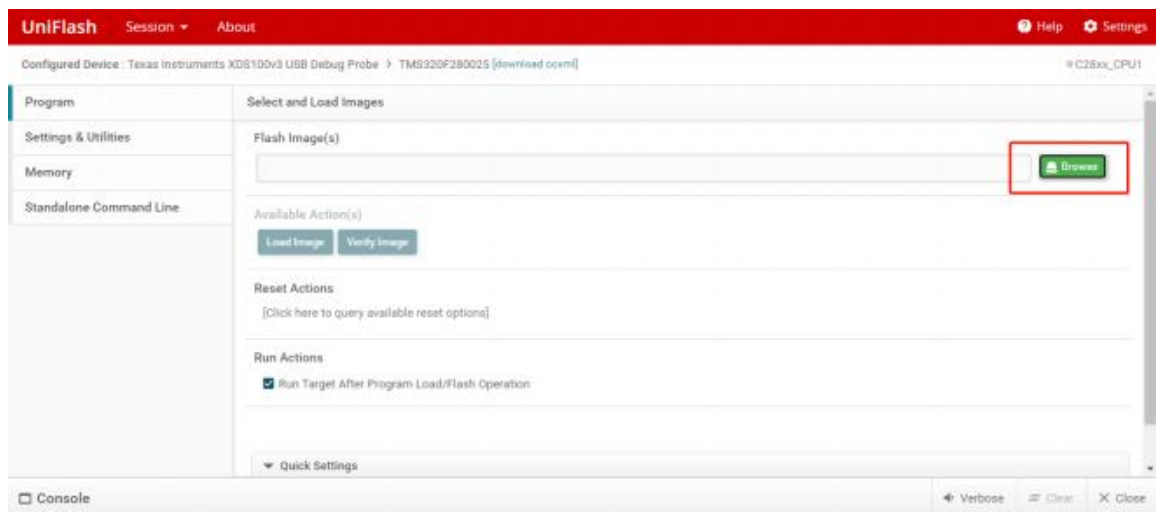 UniFlash Session About Help Settings
Configured Device : Texas Instruments XDS100v3 USB Debug Probe > TMS320F280025 [download ccxml] C28xx_CPU1
Program
Settings & Utilities
Memory
Standalone Command Line
Select and Load Images
Flash Image(s)
Browse
Available Action(s)
Load Image Verify Image
Reset Actions
[Click here to query available reset options]
Run Actions
Run Target After Program Load/Flash Operation
Quick Settings
Console Verbose Clear Close